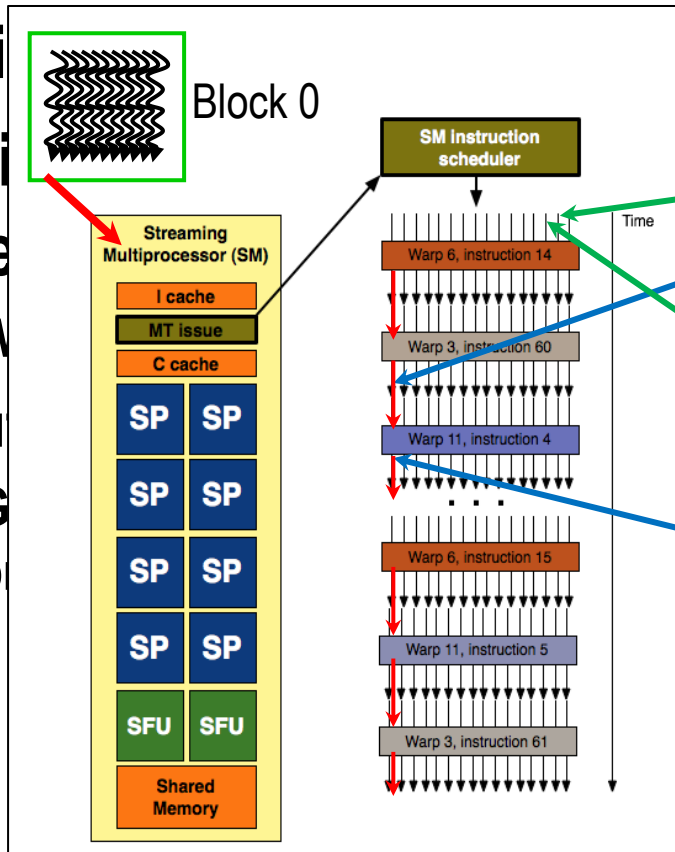 Block 0
SM instruction
scheduler
Time
Streaming
Multiprocessor (SM)
I cache
MT issue
C cache
SP SP
SP SP
SP SP
SP SP
SFU SFU
Shared
Memory
Warp 6, instruction 14
Warp 3, instruction 60
Warp 11, instruction 4
. . .
Warp 6, instruction 15
Warp 11, instruction 5
Warp 3, instruction 61